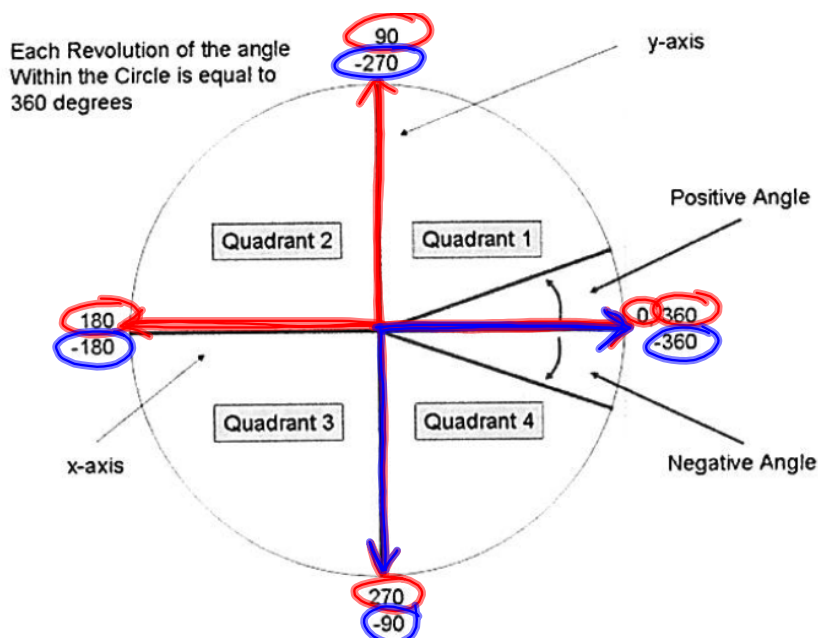 Each Revolution of the angle
Within the Circle is equal to
360 degrees
90
-270
y-axis
Positive Angle
Quadrant 2
Quadrant 1
180
-180
0, 360
-360
Quadrant 3
Quadrant 4
x-axis
Negative Angle
270
-90